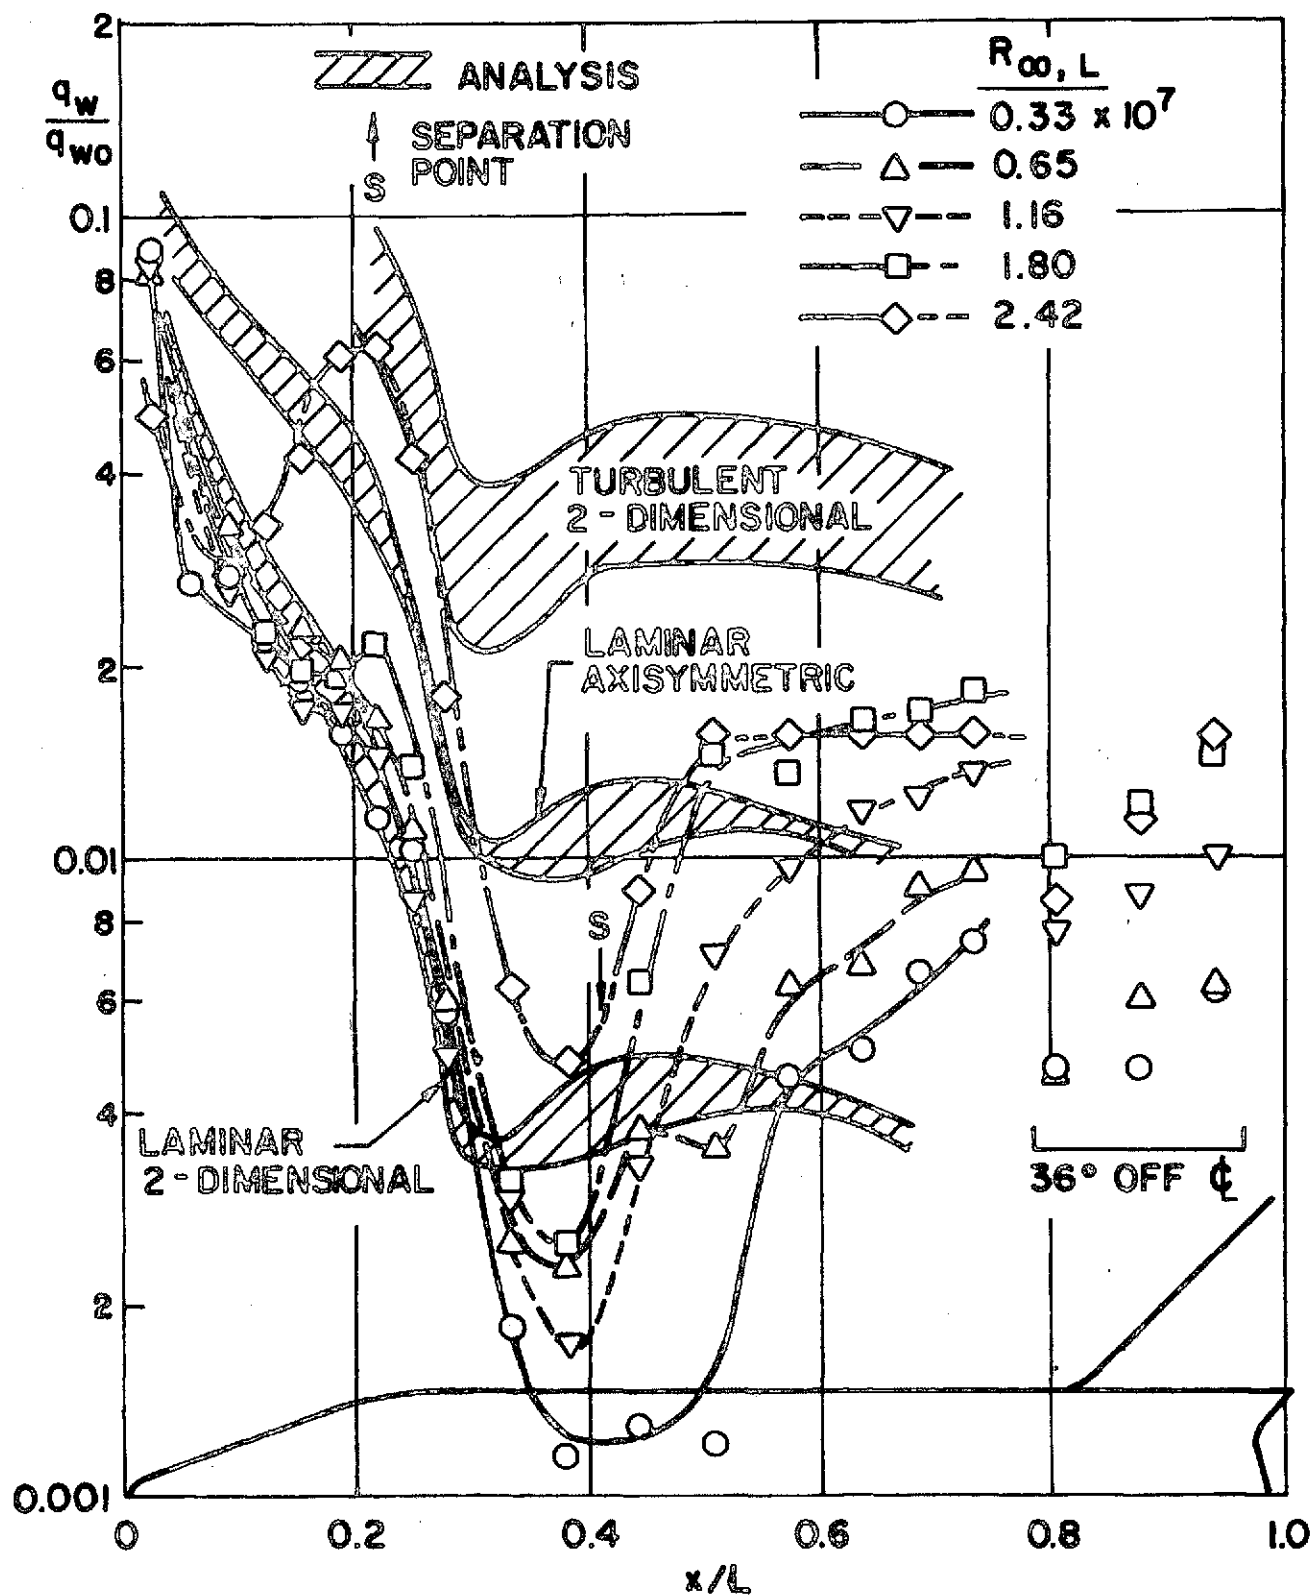 2
q_w
q_wo
ANALYSIS
SEPARATION
POINT
S
R_∞, L
0.33 × 10⁷
0.65
1.16
1.80
2.42
0.1
8
6
4
TURBULENT
2-DIMENSIONAL
LAMINAR
AXISYMMETRIC
2
0.01
8
S
6
4
LAMINAR
2-DIMENSIONAL
36° OFF ℄
2
0.001
0 0.2 0.4 0.6 0.8 1.0
x/L